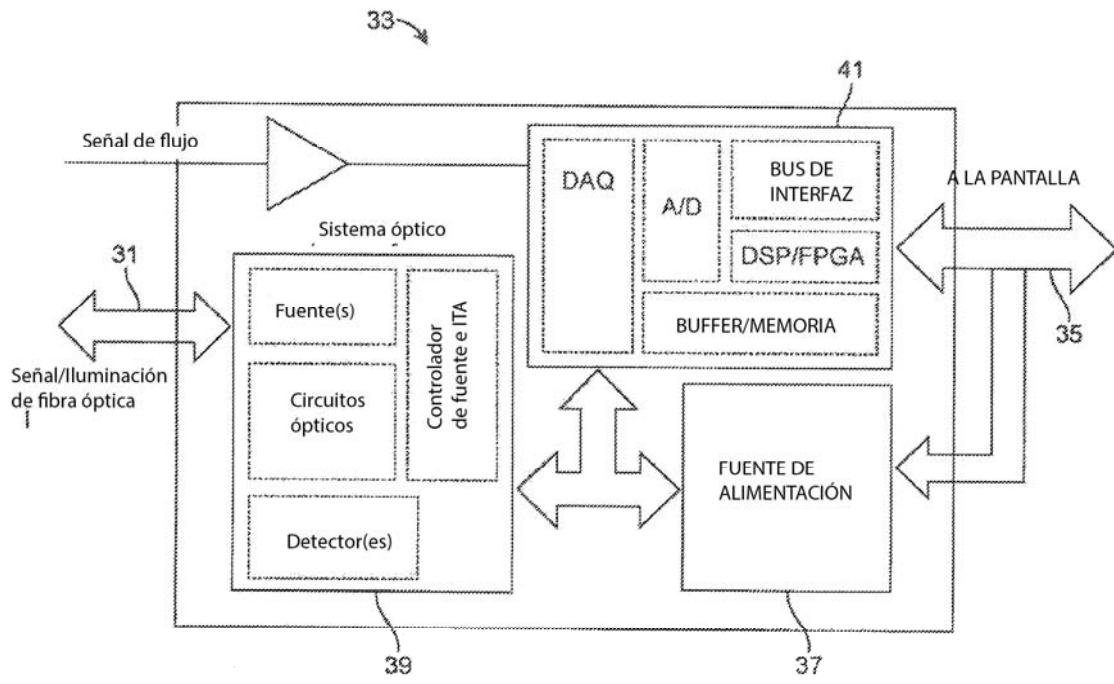 33
41
Señal de flujo
DAQ
A/D
BUS DE
INTERFAZ
DSP/FPGA
BUFFER/MEMORIA
A LA PANTALLA
35
Sistema óptico
31
Señal/Iluminación
de fibra óptica
Fuente(s)
Circuitos
ópticos
Controlador
de fuente e ITA
Detector(es)
39
FUENTE DE
ALIMENTACIÓN
37